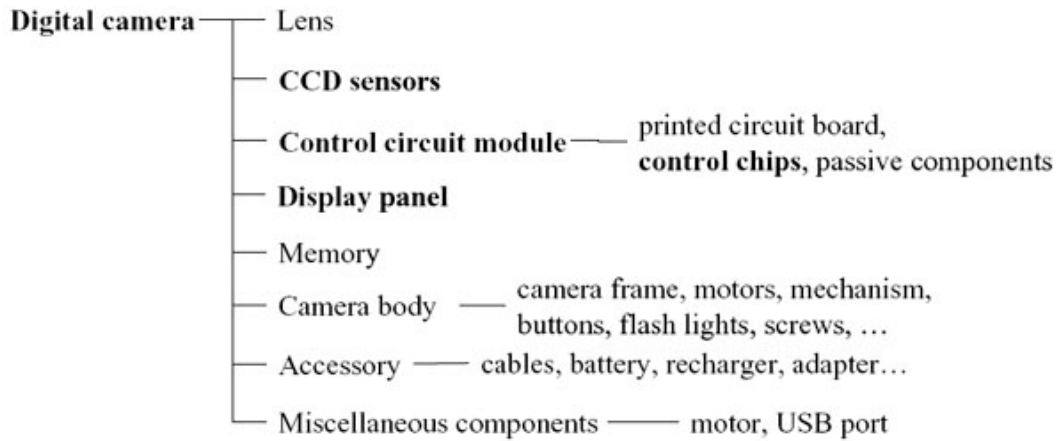 Digital camera
Lens
CCD sensors
Control circuit module
printed circuit board,
control chips, passive components
Display panel
Memory
Camera body
camera frame, motors, mechanism,
buttons, flash lights, screws, …
Accessory
cables, battery, recharger, adapter…
Miscellaneous components
motor, USB port